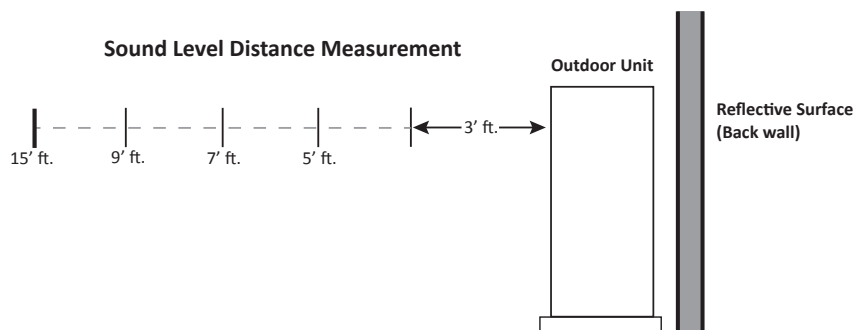 Sound Level Distance Measurement
Outdoor Unit
Reflective Surface
(Back wall)
3' ft.
15' ft.
9' ft.
7' ft.
5' ft.